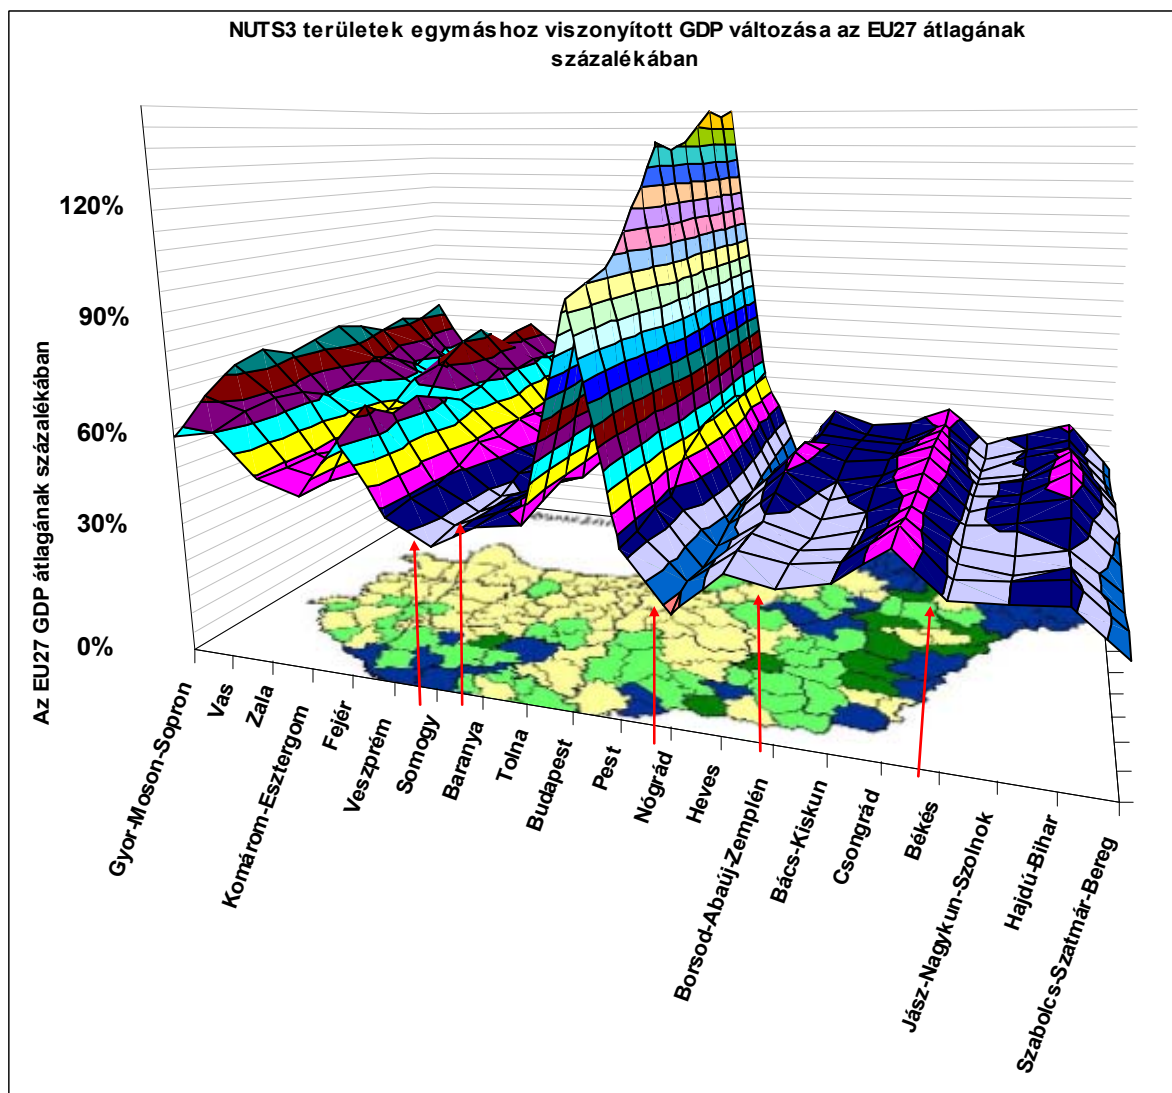 NUTS3 területek egymáshoz viszonyított GDP változása az EU27 átlagának
százalékában
Az EU27 GDP átlagának százalékában
120%
90%
60%
30%
0%
Gyor-Moson-Sopron
Vas
Zala
Komárom-Esztergom
Fejér
Veszprém
Somogy
Baranya
Tolna
Budapest
Pest
Nógrád
Heves
Borsod-Abaúj-Zemplén
Bács-Kiskun
Csongrád
Békés
Jász-Nagykun-Szolnok
Hajdú-Bihar
Szabolcs-Szatmár-Bereg